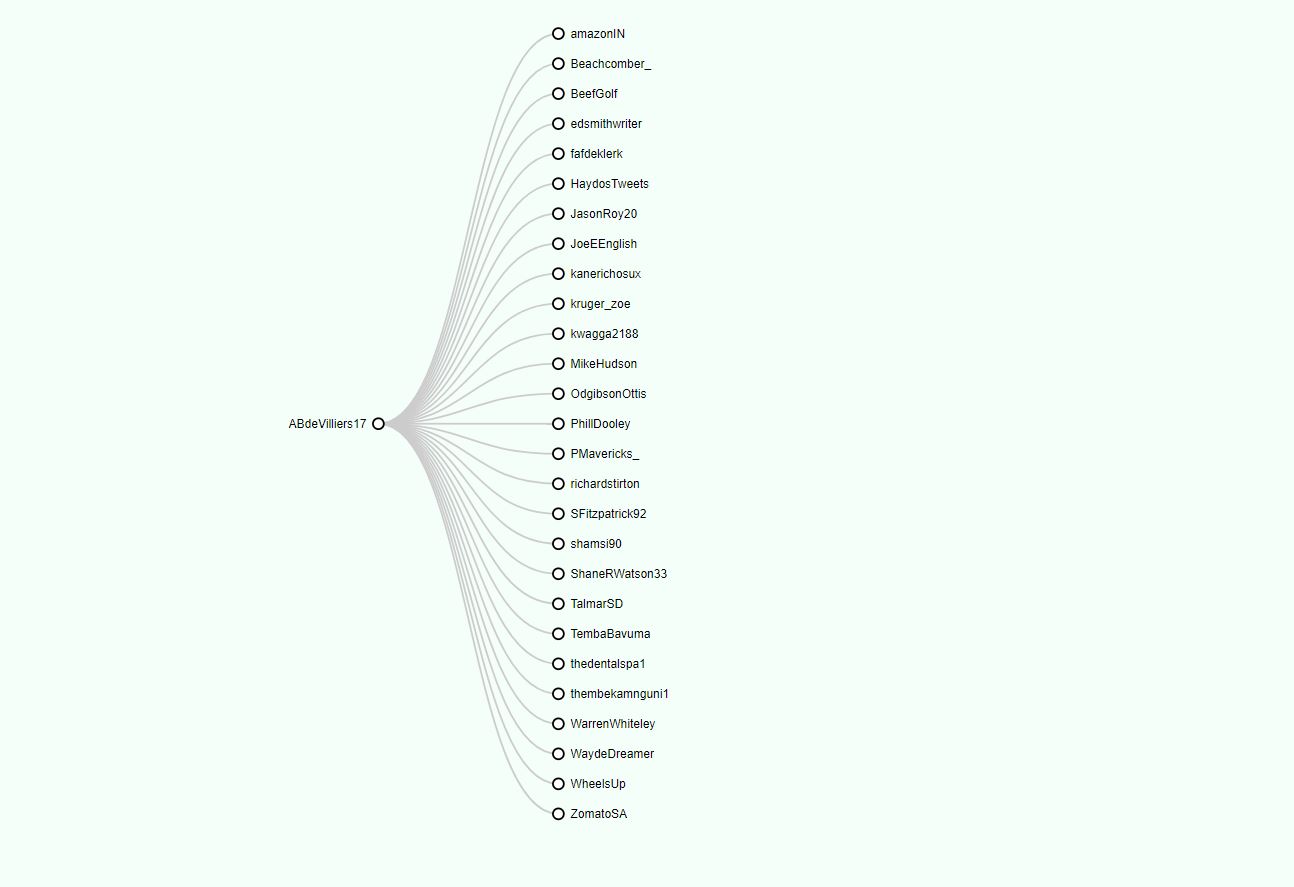 amazonIN
Beachcomber_
BeefGolf
edsmithwriter
fafdeklerk
HaydosTweets
JasonRoy20
JoeEEnglish
kanerichosux
kruger_zoe
kwagga2188
MikeHudson
OdgibsonOttis
ABdeVilliers17
PhillDooley
PMavericks_
richardstirton
SFitzpatrick92
shamsi90
ShaneRWatson33
TalmarSD
TembaBavuma
thedentalspa1
thembekamnguni1
WarrenWhiteley
WaydeDreamer
WheelsUp
ZomatoSA